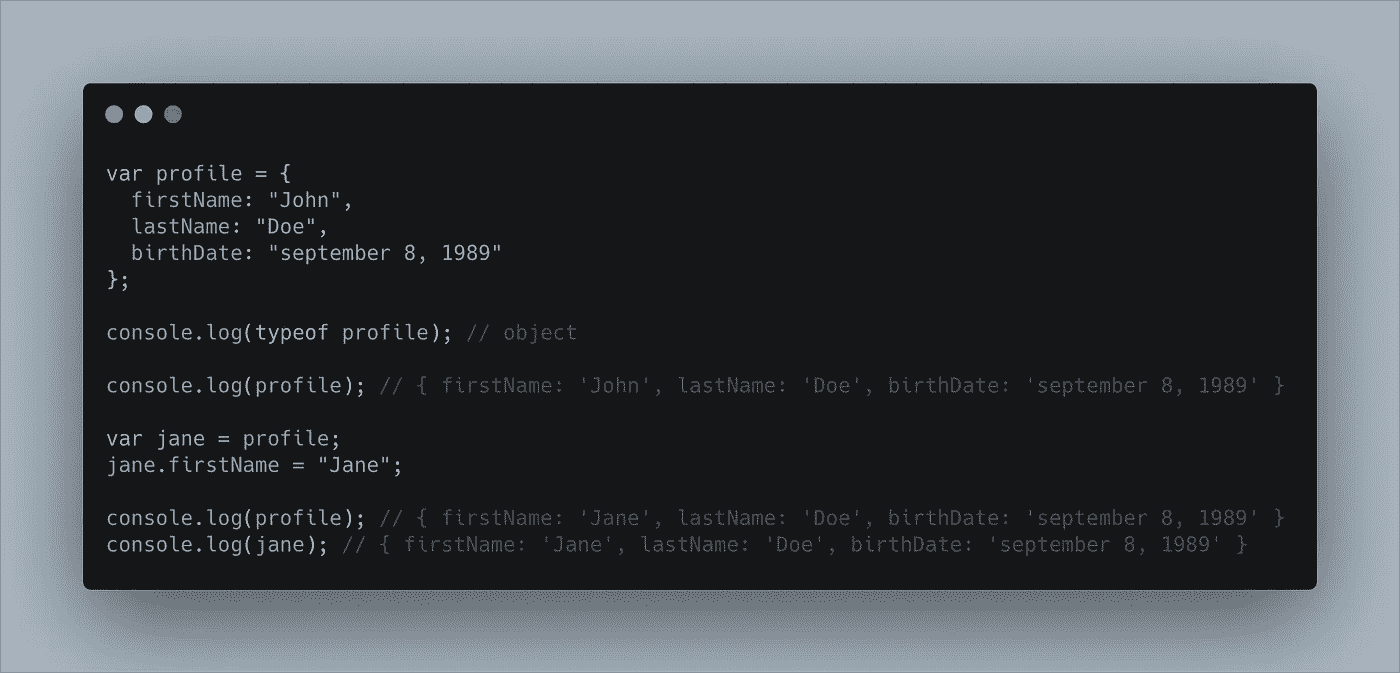 var profile = {
  firstName: "John",
  lastName: "Doe",
  birthDate: "september 8, 1989"
};
console.log(typeof profile); // object
console.log(profile); // { firstName: 'John', lastName: 'Doe', birthDate: 'september 8, 1989' }
var jane = profile;
jane.firstName = "Jane";
console.log(profile); // { firstName: 'Jane', lastName: 'Doe', birthDate: 'september 8, 1989' }
console.log(jane); // { firstName: 'Jane', lastName: 'Doe', birthDate: 'september 8, 1989' }